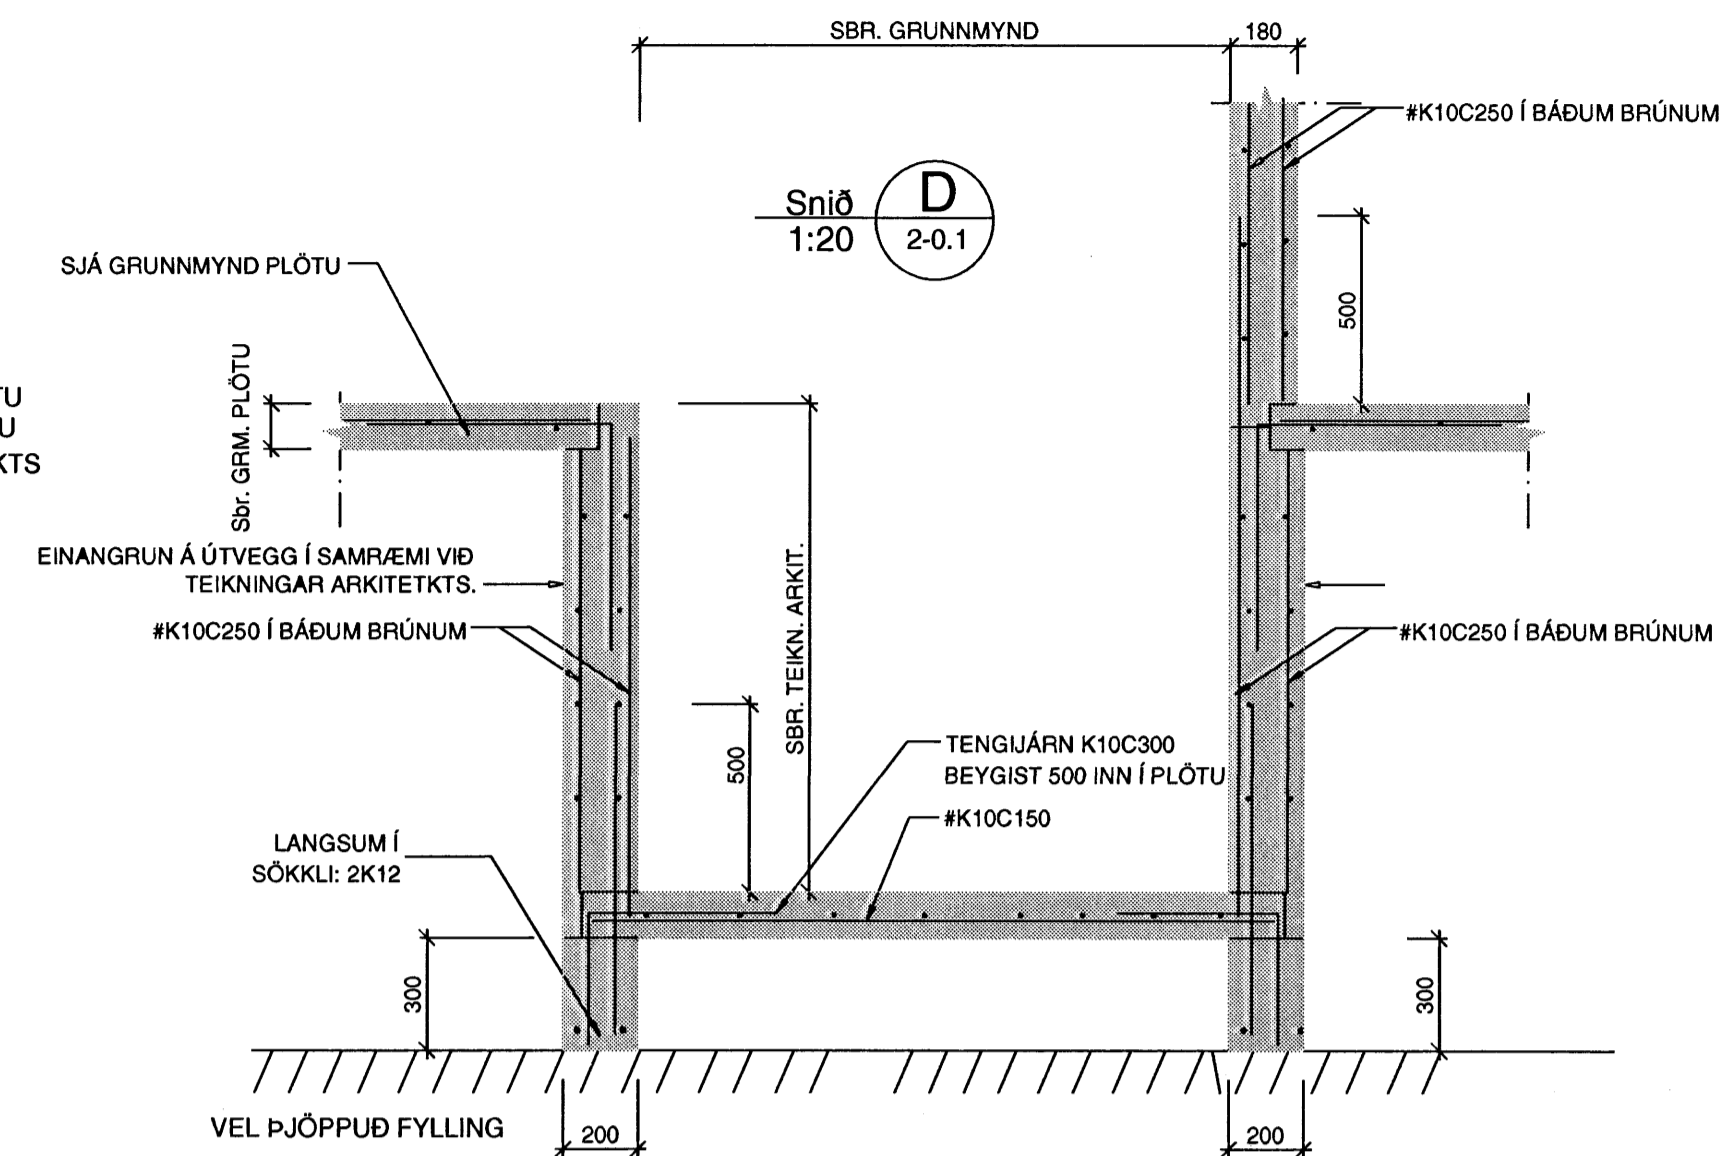 SBR. GRUNNMYND
180
#K10C250 Í BÁÐUM BRÚNUM
Snið
1:20
D
2-0.1
SJÁ GRUNNMYND PLÖTU
500
Sbr. GRM. PLÖTU
TU
U
KTS
EINANGRUN Á ÚTVEGG Í SAMRÆMI VIÐ
TEIKNINGAR ARKITETKTS.
SBR. TEIKN. ARKIT.
#K10C250 Í BÁÐUM BRÚNUM
#K10C250 Í BÁÐUM BRÚNUM
500
TENGIJÁRN K10C300
BEYGIST 500 INN Í PLÖTU
#K10C150
LANGSUM Í
SÖKKLI: 2K12
300
300
VEL ÞJÖPPUÐ FYLLING
200
200